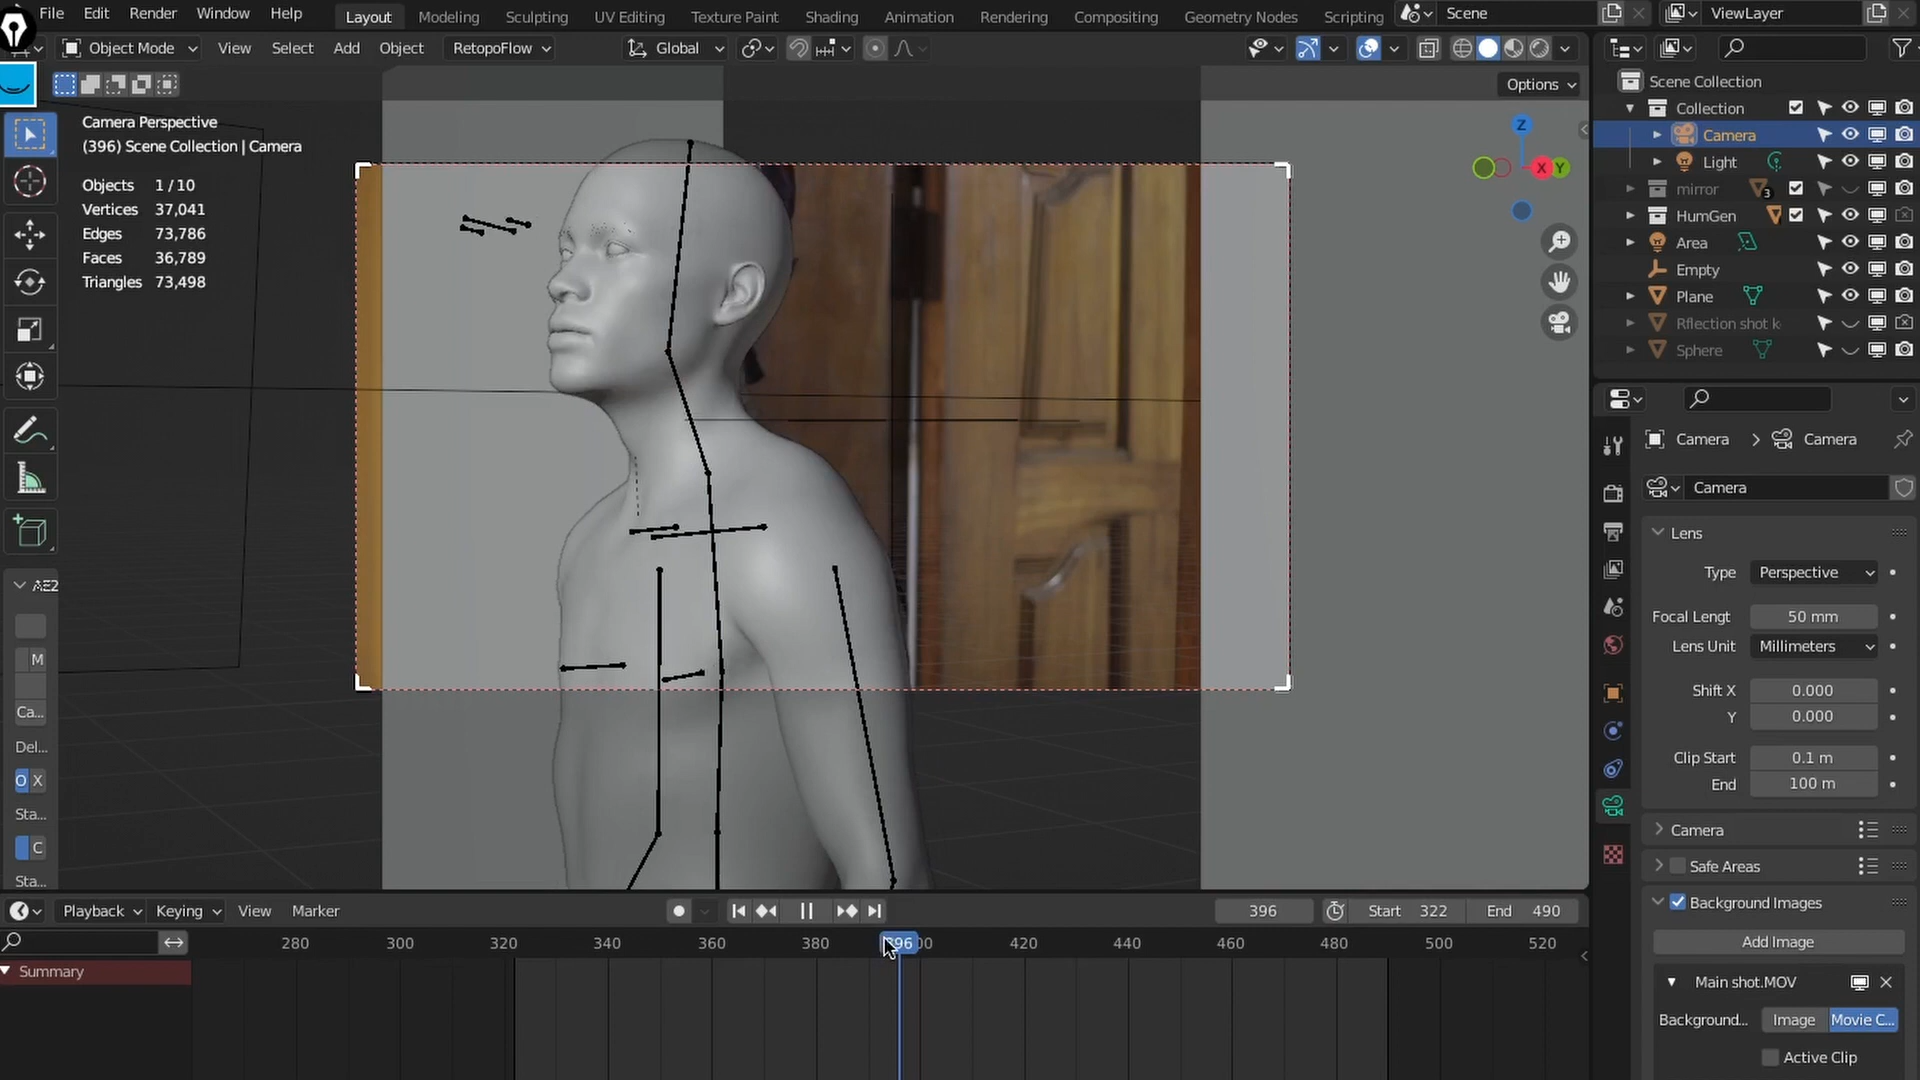 File Edit Render Window Help
Layout Modeling Sculpting UV Editing Texture Paint Shading Animation Rendering Compositing Geometry Nodes Scripting
Scene
ViewLayer
Object Mode View Select Add Object RetopoFlow Global
Options
Camera Perspective
(396) Scene Collection | Camera
Objects 1 / 10
Vertices 37,041
Edges 73,786
Faces 36,789
Triangles 73,498
Z
X
Y
Scene Collection
Collection
Camera
Light
mirror 3
HumGen
Area
Empty
Plane
Rflection shot k
Sphere
Camera > Camera
Camera
Lens
Type Perspective
Focal Lengt 50 mm
Lens Unit Millimeters
Shift X 0.000
Y 0.000
Clip Start 0.1 m
End 100 m
Camera
Safe Areas
Background Images
Add Image
Main shot.MOV
Background... Image Movie C...
Active Clip
AE2
M
Ca...
Del...
O X
Sta...
C
Sta...
Playback Keying View Marker
396 Start 322 End 490
280 300 320 340 360 380 396 00 420 440 460 480 500 520
Summary